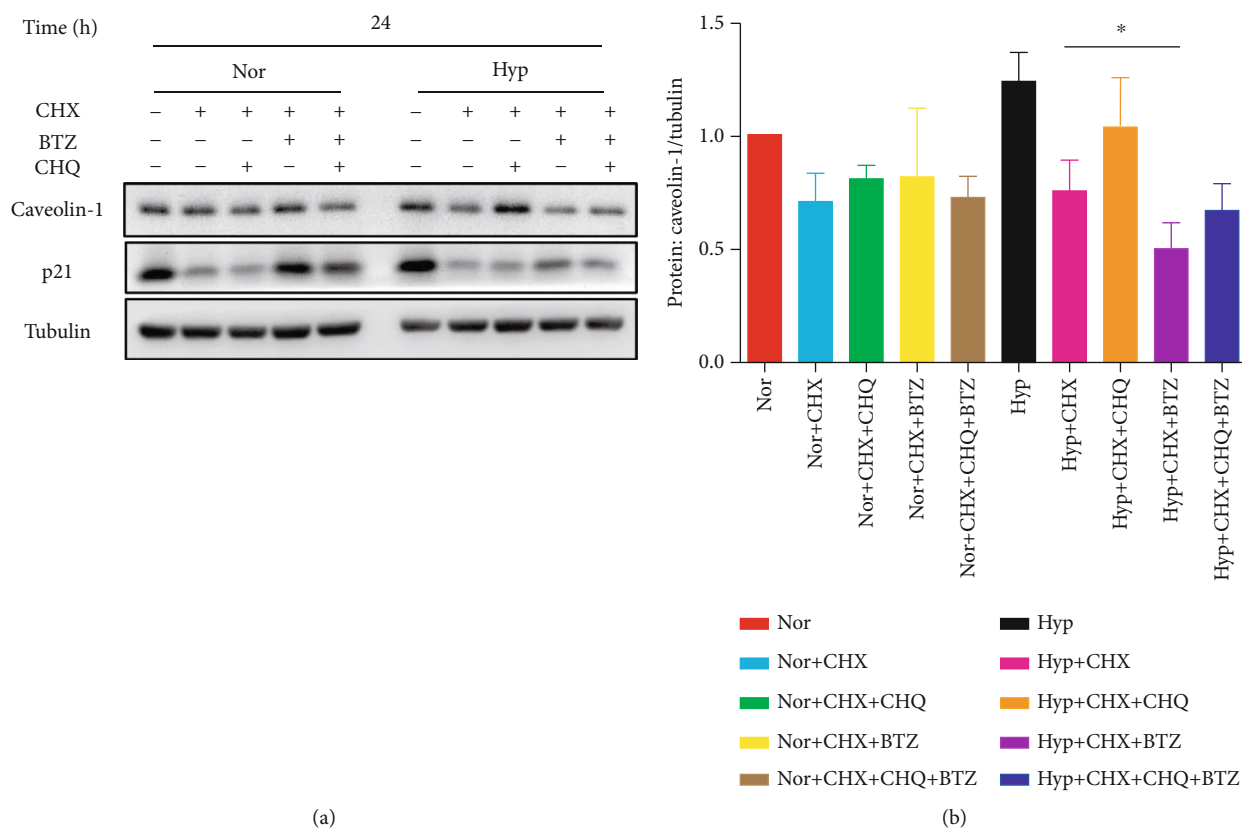 Time (h)
24
Nor
Hyp
CHX
– + + + + – + + + +
BTZ
– – – + + – – – + +
CHQ
– – + – + – – + – +
Caveolin-1
p21
Tubulin
(a)
Protein: caveolin-1/tubulin
1.5
1.0
0.5
0.0
*
Nor
Nor+CHX
Nor+CHX+CHQ
Nor+CHX+BTZ
Nor+CHX+CHQ+BTZ
Hyp
Hyp+CHX
Hyp+CHX+CHQ
Hyp+CHX+BTZ
Hyp+CHX+CHQ+BTZ
Nor
Nor+CHX
Nor+CHX+CHQ
Nor+CHX+BTZ
Nor+CHX+CHQ+BTZ
Hyp
Hyp+CHX
Hyp+CHX+CHQ
Hyp+CHX+BTZ
Hyp+CHX+CHQ+BTZ
(b)